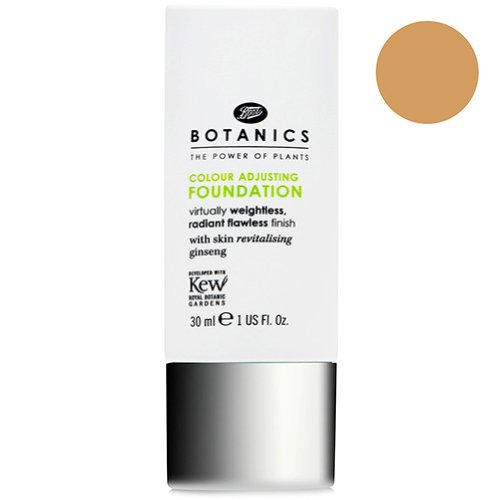 Boots
BOTANICS
THE POWER OF PLANTS
COLOUR ADJUSTING
FOUNDATION
virtually weightless,
radiant flawless finish
with skin revitalising
ginseng
DEVELOPED WITH
Kew
ROYAL BOTANIC
GARDENS
30 ml ℮ 1 US Fl. Oz.